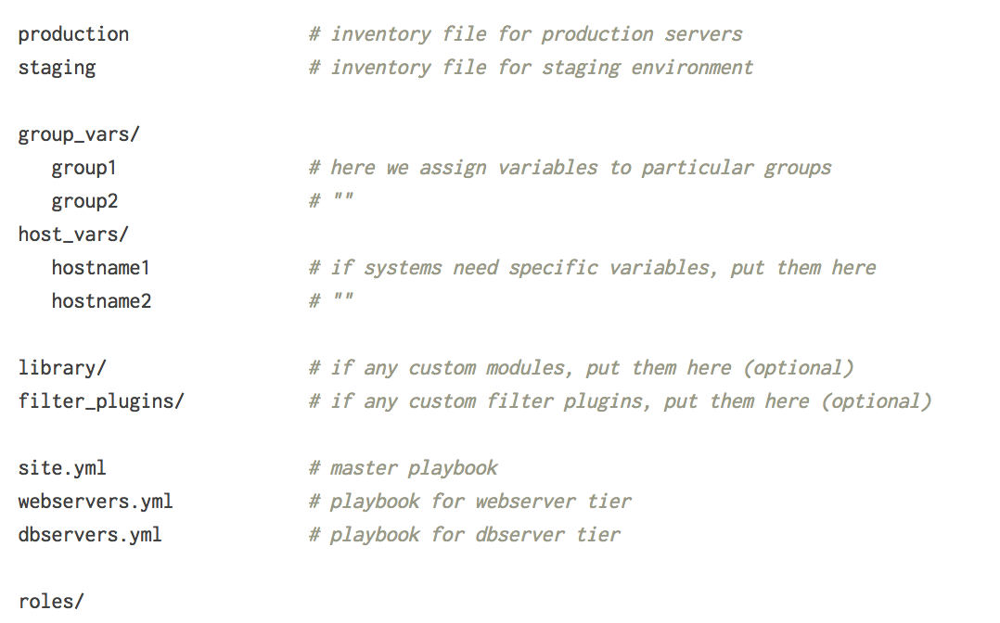 production                # inventory file for production servers
staging                   # inventory file for staging environment

group_vars/
   group1                 # here we assign variables to particular groups
   group2                 # ""
host_vars/
   hostname1              # if systems need specific variables, put them here
   hostname2              # ""

library/                  # if any custom modules, put them here (optional)
filter_plugins/           # if any custom filter plugins, put them here (optional)

site.yml                  # master playbook
webservers.yml            # playbook for webserver tier
dbservers.yml             # playbook for dbserver tier

roles/